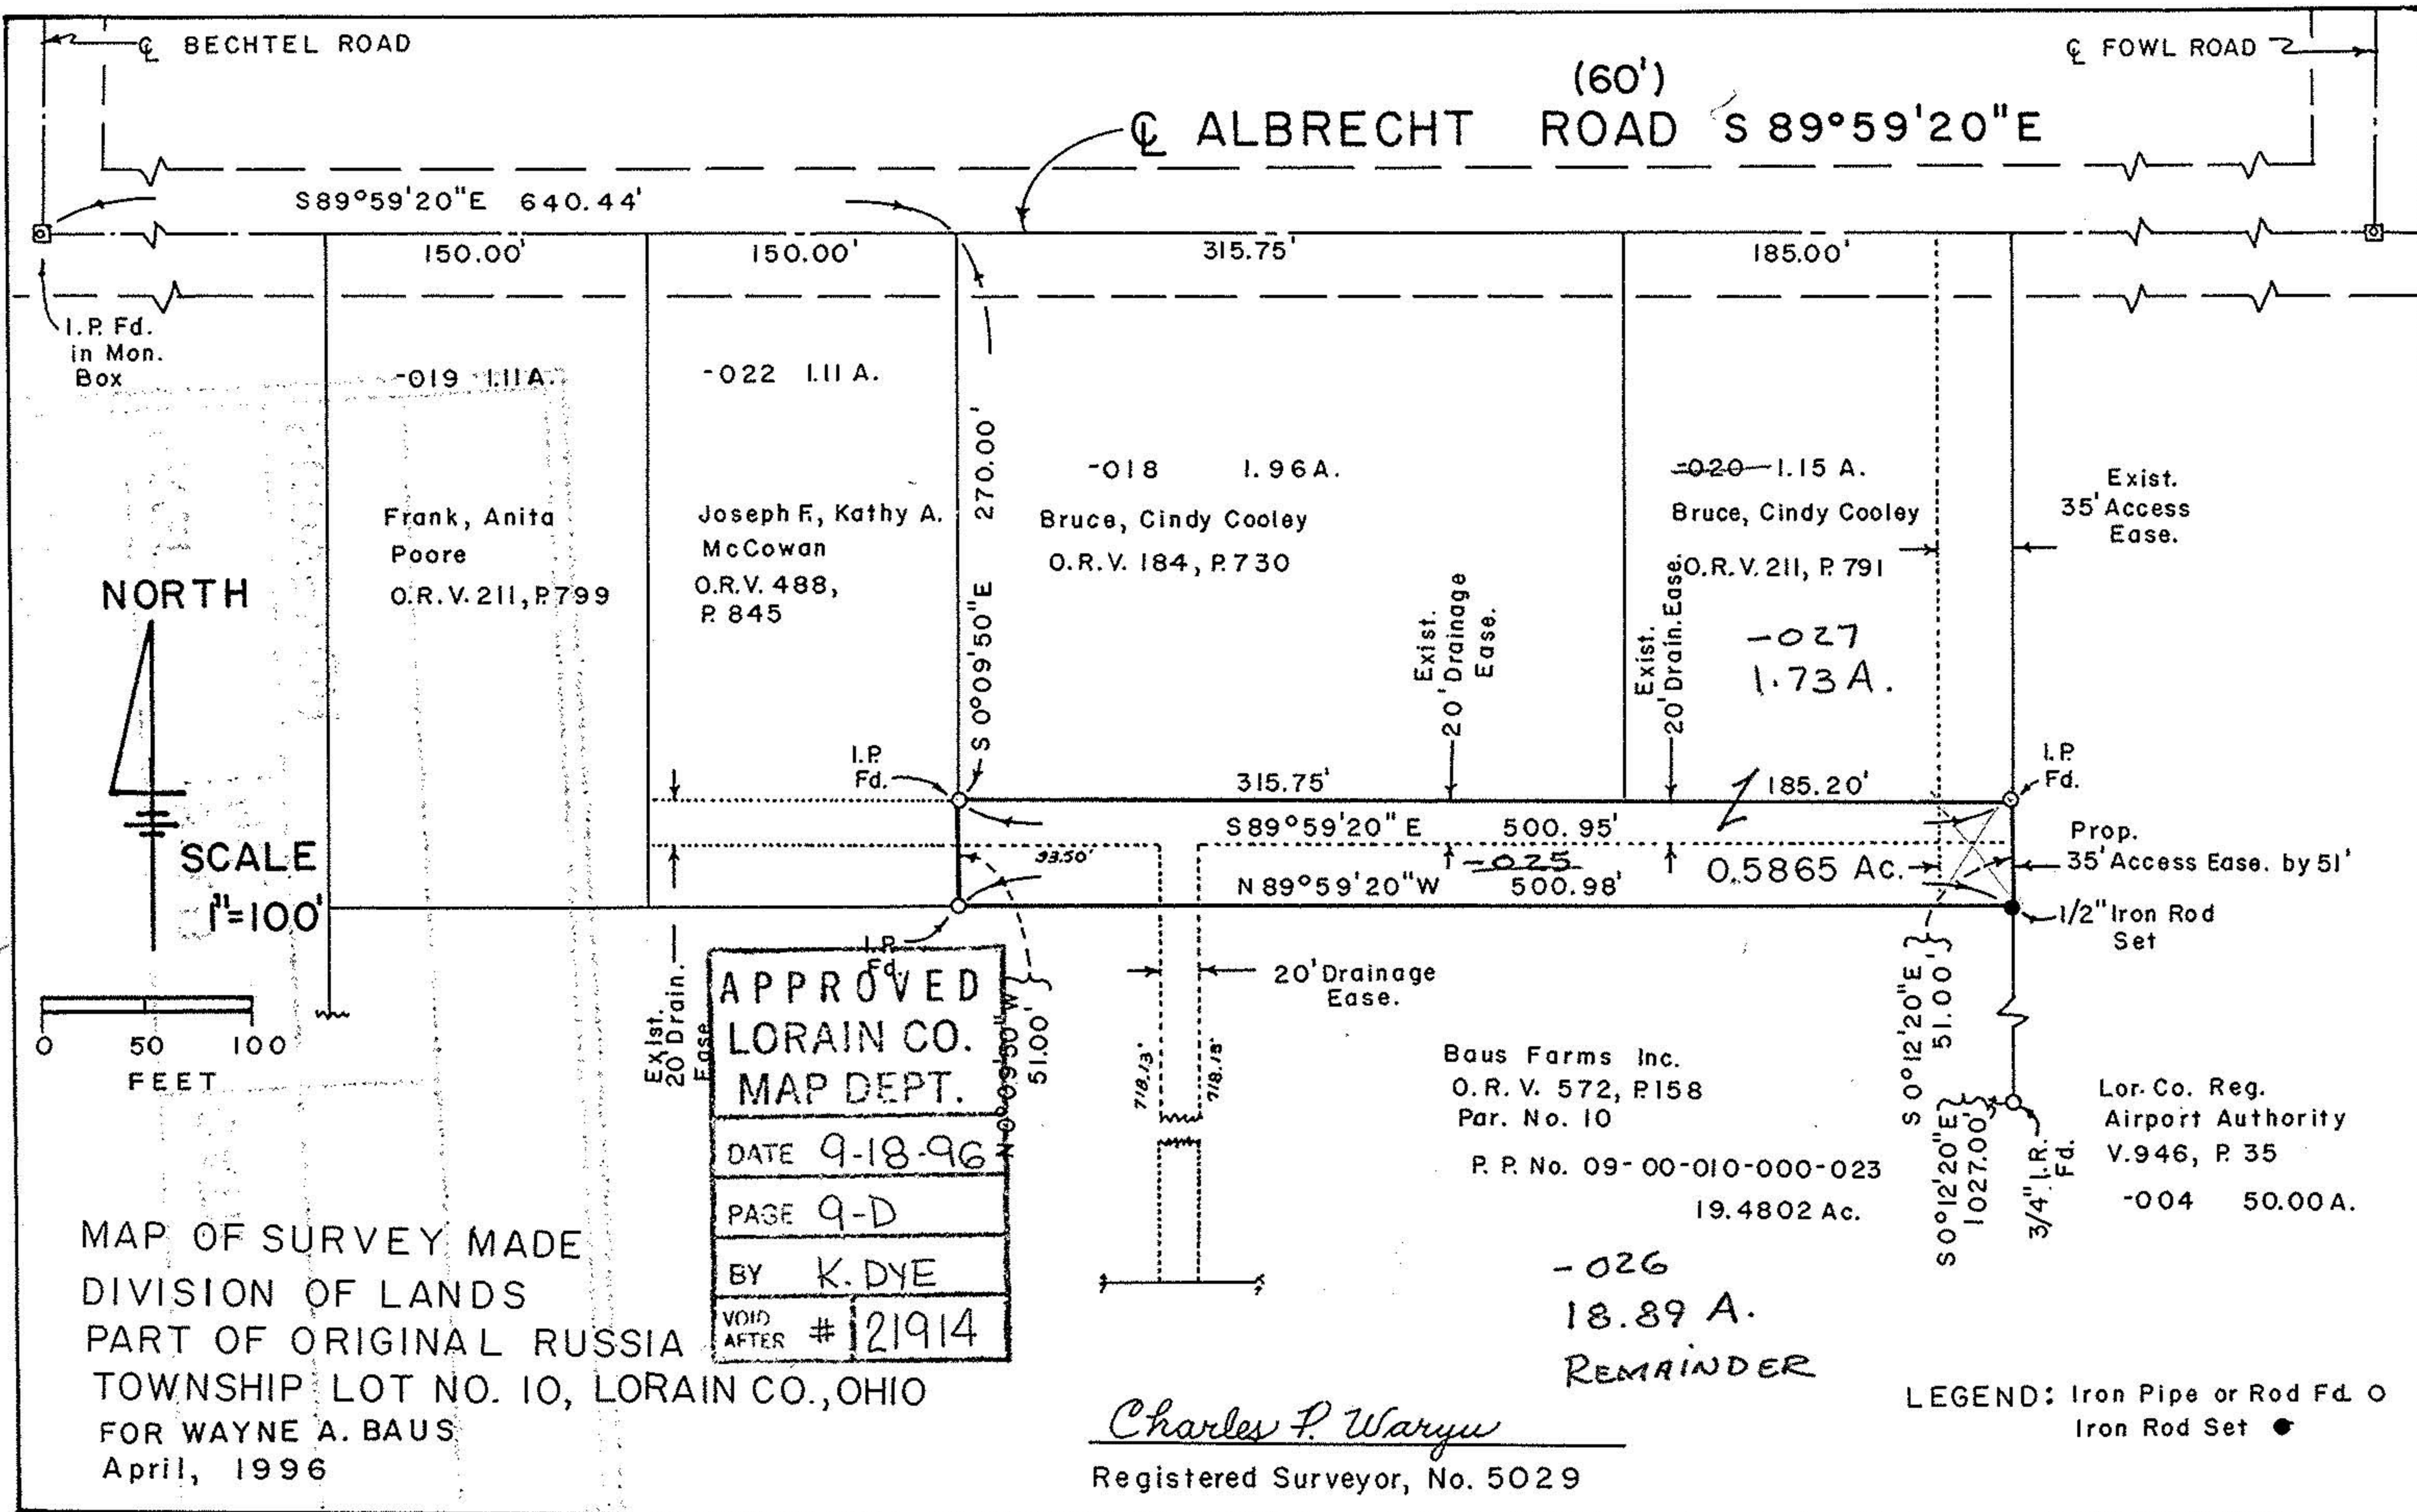 ℄ BECHTEL ROAD
℄ FOWL ROAD
(60')
℄ ALBRECHT ROAD S 89°59'20"E
S89°59'20"E 640.44'
150.00'
150.00'
315.75'
185.00'
I.P. Fd.
in Mon.
Box
-019 1.11A.
-022 1.11 A.
-018 1.96A.
-020 1.15 A.
Exist.
35' Access
Ease.
Frank, Anita
Poore
O.R.V. 211, P. 799
Joseph F., Kathy A.
McCowan
O.R.V. 488,
P. 845
S 0°09'50"E 270.00'
Bruce, Cindy Cooley
O.R.V. 184, P. 730
Bruce, Cindy Cooley
O.R.V. 211, P. 791
-027
1.73 A.
Exist.
20' Drainage
Ease.
Exist.
20' Drain. Ease.
NORTH
SCALE
1"=100'
0 50 100
FEET
I.P.
Fd.
315.75'
185.20'
I.P.
Fd.
S89°59'20" E 500.95'
93.50'
-025
0.5865 Ac.
N 89°59'20"W 500.98'
Prop.
35' Access Ease. by 51'
1/2" Iron Rod
Set
I.P.
Fd.
Exist.
20' Drain.
Ease.
N 0°09'50"W
51.00'
20' Drainage
Ease.
718.13'
718.13'
S 0°12'20"E
51.00'
S 0°12'20"E
1027.00'
3/4" I.R.
Fd.
APPROVED
LORAIN CO.
MAP DEPT.
DATE 9-18-96
PAGE 9-D
BY K. DYE
VOID
AFTER # 21914
Baus Farms Inc.
O.R.V. 572, P. 158
Par. No. 10
P. P. No. 09-00-010-000-023
19.4802 Ac.
-026
18.89 A.
REMAINDER
Lor. Co. Reg.
Airport Authority
V.946, P. 35
-004 50.00 A.
MAP OF SURVEY MADE
DIVISION OF LANDS
PART OF ORIGINAL RUSSIA
TOWNSHIP LOT NO. 10, LORAIN CO., OHIO
FOR WAYNE A. BAUS
April, 1996
Charles P. Waryu
Registered Surveyor, No. 5029
LEGEND: Iron Pipe or Rod Fd. O
Iron Rod Set ●